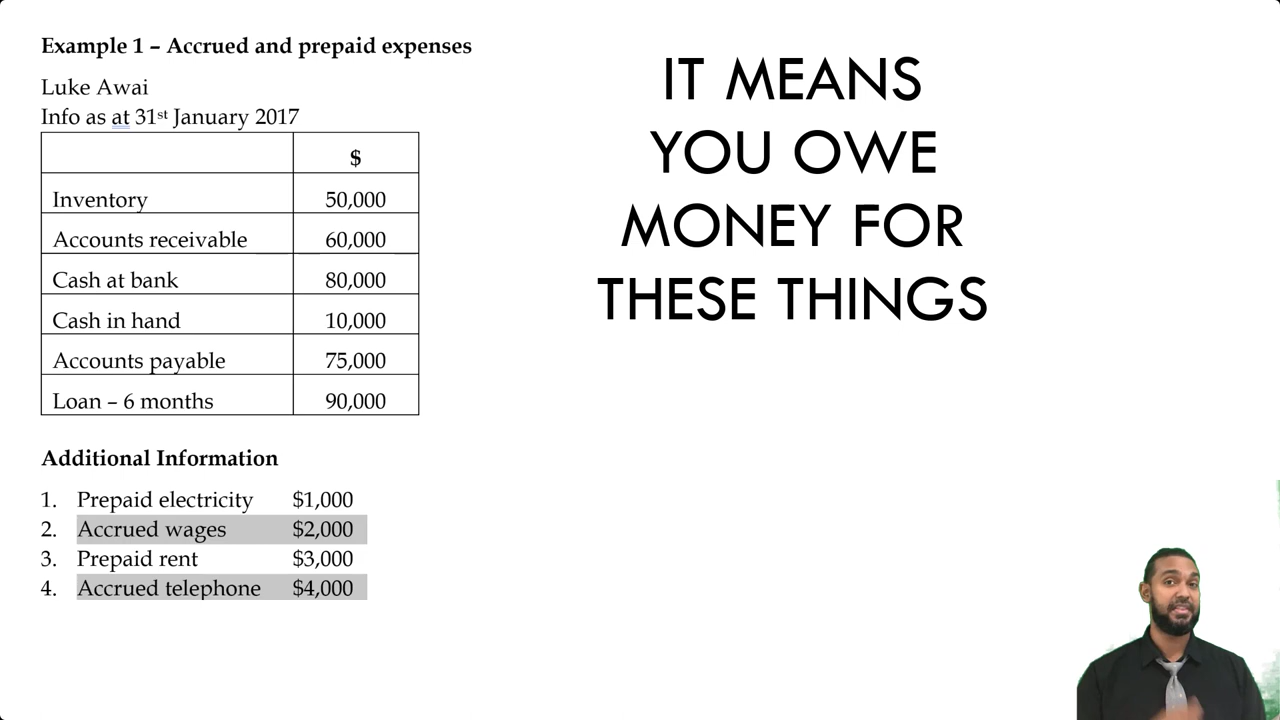 Example 1 – Accrued and prepaid expenses
Luke Awai
Info as at 31st January 2017
$
Inventory 50,000
Accounts receivable 60,000
Cash at bank 80,000
Cash in hand 10,000
Accounts payable 75,000
Loan – 6 months 90,000
Additional Information
1. Prepaid electricity $1,000
2. Accrued wages $2,000
3. Prepaid rent $3,000
4. Accrued telephone $4,000
IT MEANS
YOU OWE
MONEY FOR
THESE THINGS